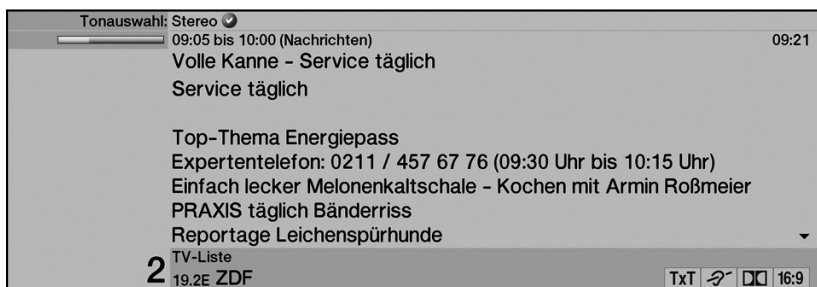 Tonauswahl: Stereo
09:05 bis 10:00 (Nachrichten) 09:21
Volle Kanne - Service täglich
Service täglich
Top-Thema Energiepass
Expertentelefon: 0211 / 457 67 76 (09:30 Uhr bis 10:15 Uhr)
Einfach lecker Melonenkaltschale - Kochen mit Armin Roßmeier
PRAXIS täglich Bänderriss
Reportage Leichenspürhunde
TV-Liste
2 19.2E ZDF TxT 16:9